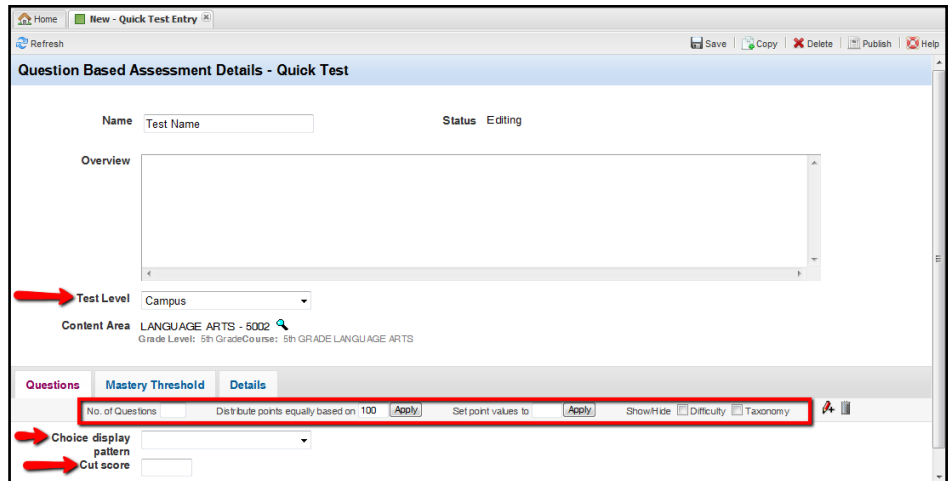 Home New - Quick Test Entry
Refresh Save Copy Delete Publish Help
Question Based Assessment Details - Quick Test
Name Test Name Status Editing
Overview
Test Level Campus
Content Area LANGUAGE ARTS - 5002
Grade Level: 5th GradeCourse: 5th GRADE LANGUAGE ARTS
Questions Mastery Threshold Details
No. of Questions Distribute points equally based on 100 Apply Set point values to Apply Show/Hide Difficulty Taxonomy
Choice display
pattern
Cut score